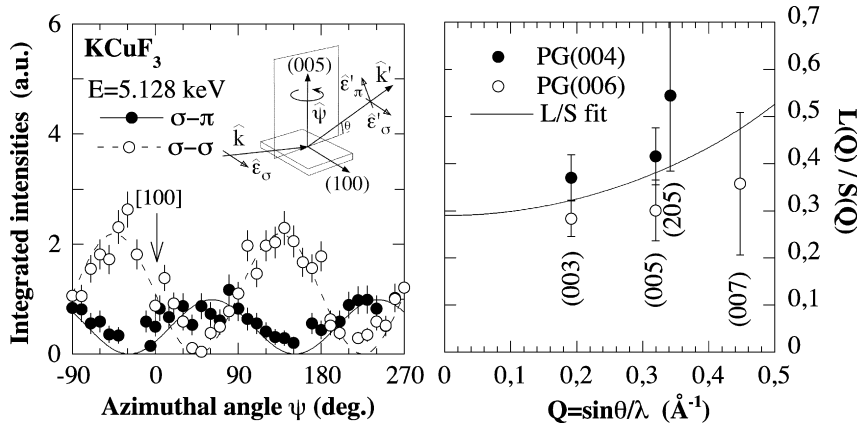 KCuF3
E=5.128 keV
σ–π
σ–σ
[100]
(005)
k̂
k̂'
ε̂'π
ε̂'σ
ψ̂
θ
ε̂σ
(100)
6
4
2
0
Integrated intensities (a.u.)
-90 0 90 180 270
Azimuthal angle ψ (deg.)
PG(004)
PG(006)
L/S fit
(003)
(005)
(205)
(007)
0,7
0,6
0,5
0,4
0,3
0,2
0,1
0
L(Q) / S(Q)
0 0,1 0,2 0,3 0,4 0,5
Q=sinθ/λ (Å-1)